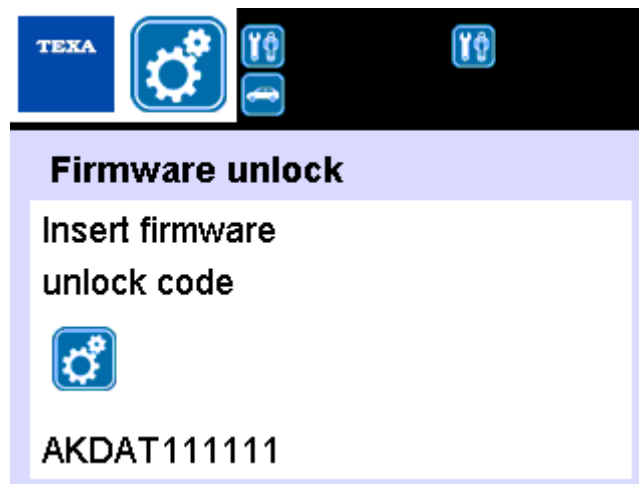 TEXA
Firmware unlock
Insert firmware
unlock code
AKDAT111111